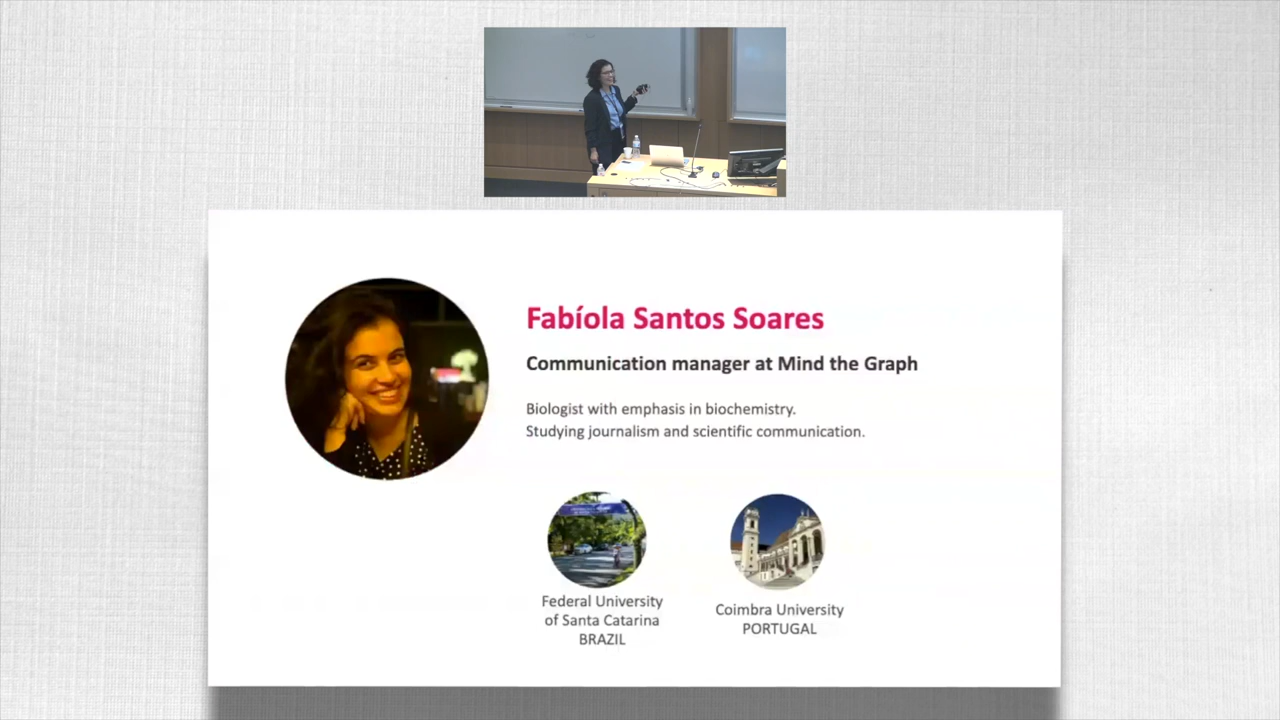 Fabíola Santos Soares
Communication manager at Mind the Graph
Biologist with emphasis in biochemistry.
Studying journalism and scientific communication.
Federal University
of Santa Catarina
BRAZIL
Coimbra University
PORTUGAL